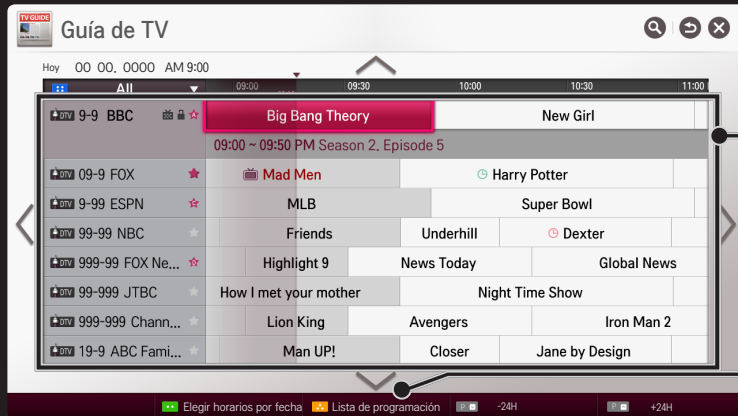 TV GUIDE
Guía de TV
Hoy 00 00, 0000 AM 9:00
All 09:00 09:30 10:00 10:30 11:00
DTV 9-9 BBC Big Bang Theory New Girl
09:00 ~ 09:50 PM Season 2, Episode 5
DTV 09-9 FOX Mad Men Harry Potter
DTV 9-99 ESPN MLB Super Bowl
DTV 99-99 NBC Friends Underhill Dexter
DTV 999-99 FOX Ne... Highlight 9 News Today Global News
DTV 99-999 JTBC How I met your mother Night Time Show
DTV 999-999 Chann... Lion King Avengers Iron Man 2
DTV 19-9 ABC Fami... Man UP! Closer Jane by Design
Elegir horarios por fecha Lista de programación P -24H P +24H